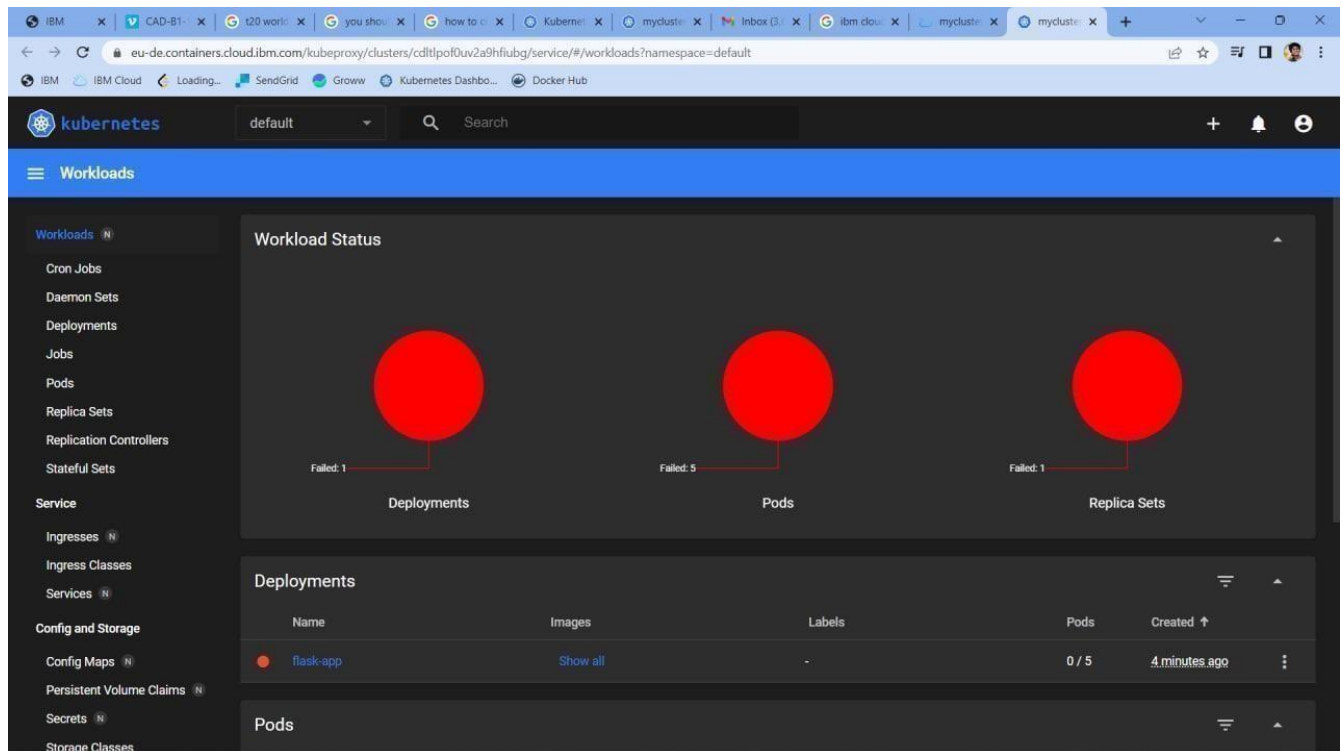 IBM CAD-B1- t20 world you shou how to c Kubernet mycluste Inbox (3, ibm clou mycluste mycluste
eu-de.containers.cloud.ibm.com/kubeproxy/clusters/cdltlpof0uv2a9hfiubg/service/#/workloads?namespace=default
IBM IBM Cloud Loading... SendGrid Groww Kubernetes Dashbo... Docker Hub
kubernetes default Search
Workloads
Workloads N
Cron Jobs
Daemon Sets
Deployments
Jobs
Pods
Replica Sets
Replication Controllers
Stateful Sets
Service
Ingresses N
Ingress Classes
Services N
Config and Storage
Config Maps N
Persistent Volume Claims N
Secrets N
Storage Classes
Workload Status
Failed: 1
Deployments
Failed: 5
Pods
Failed: 1
Replica Sets
Deployments
Name Images Labels Pods Created
flask-app Show all - 0 / 5 4 minutes ago
Pods